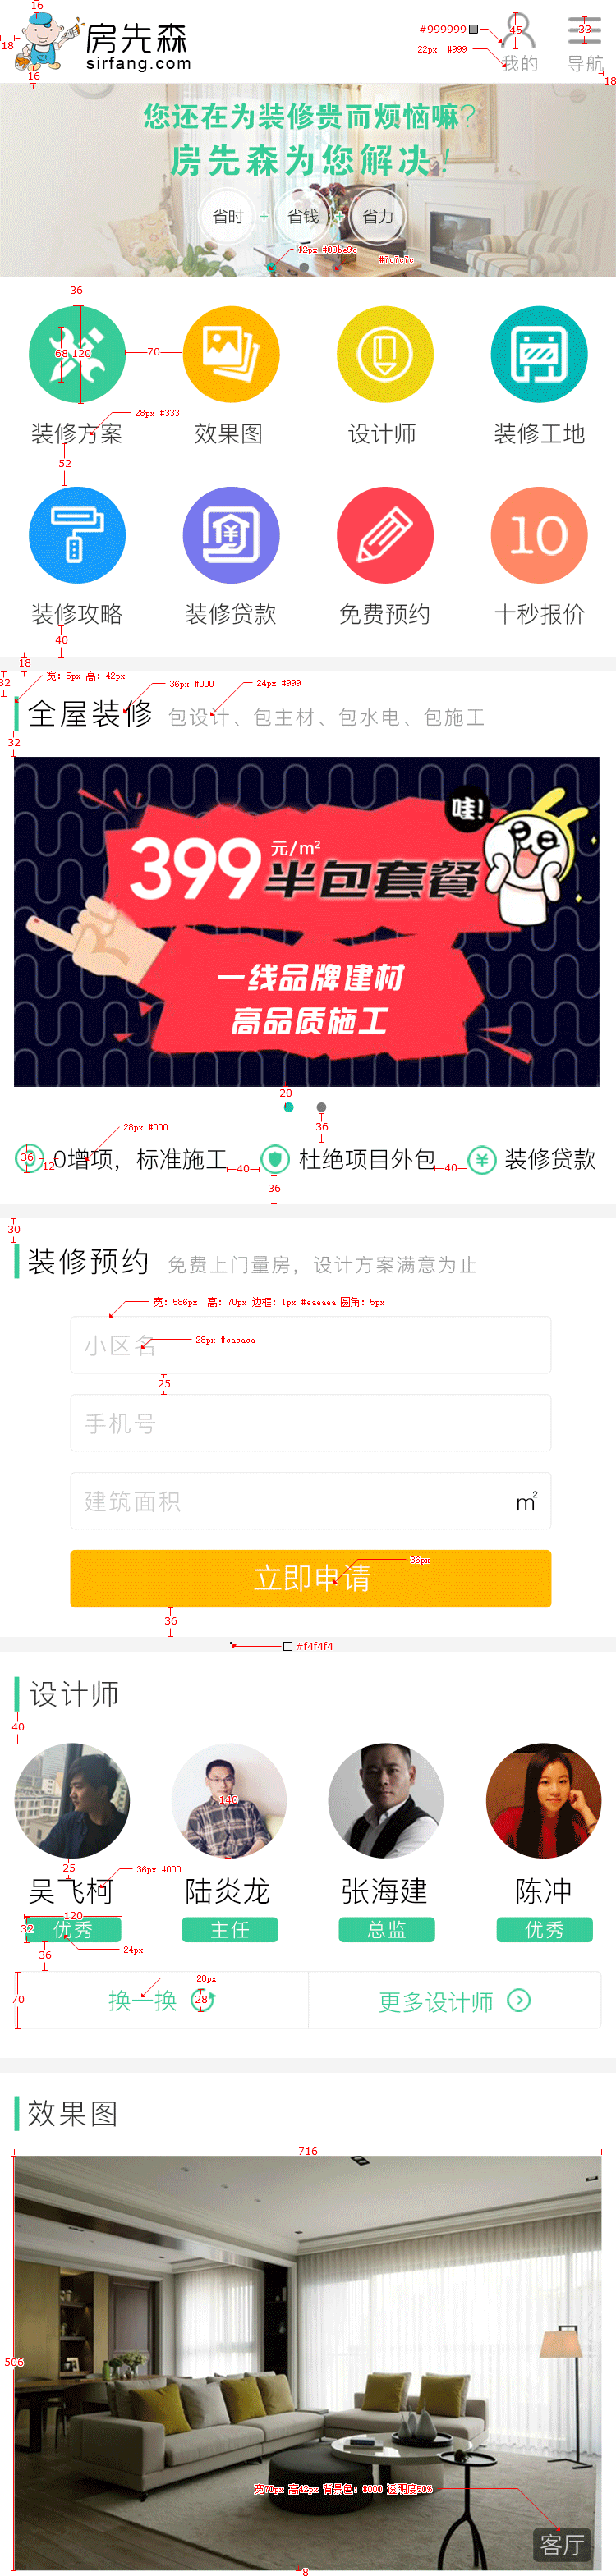 16
房先森
sirfang.com
18
16
#999999
45
33
22px #999
我的
导航
18
您还在为装修贵而烦恼嘛?
房先森为您解决!
省时
+
省钱
+
省力
12px #00be9c
#7c7c7c
36
68
120
70
28px #333
装修方案
效果图
设计师
装修工地
52
10
装修攻略
装修贷款
免费预约
十秒报价
40
18
32
宽: 5px 高: 42px
36px #000
24px #999
全屋装修
包设计、包主材、包水电、包施工
32
哇!
399
元/m²
半包套餐
一线品牌建材
高品质施工
20
36
28px #000
36
12
0增项，标准施工
40
杜绝项目外包
40
¥
装修贷款
36
30
装修预约
免费上门量房，设计方案满意为止
宽: 586px 高: 70px 边框: 1px #eaeaea 圆角: 5px
小区名
28px #cacaca
25
手机号
建筑面积
m²
立即申请
36px
36
#f4f4f4
设计师
40
140
25
36px #000
吴飞柯
陆炎龙
张海建
陈冲
120
32
优秀
主任
总监
优秀
36
24px
28px
70
换一换
28
更多设计师
效果图
716
506
宽70px 高42px 背景色: #000 透明度50%
客厅
8